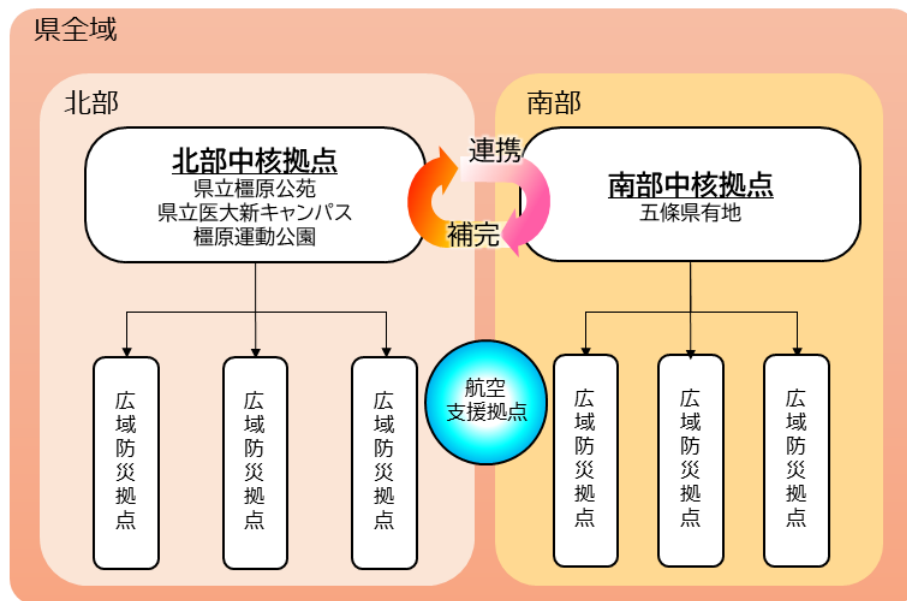 県全域
北部
北部中核拠点
県立橿原公苑
県立医大新キャンパス
橿原運動公園
連携
補完
南部
南部中核拠点
五條県有地
広域防災拠点
広域防災拠点
広域防災拠点
航空
支援拠点
広域防災拠点
広域防災拠点
広域防災拠点